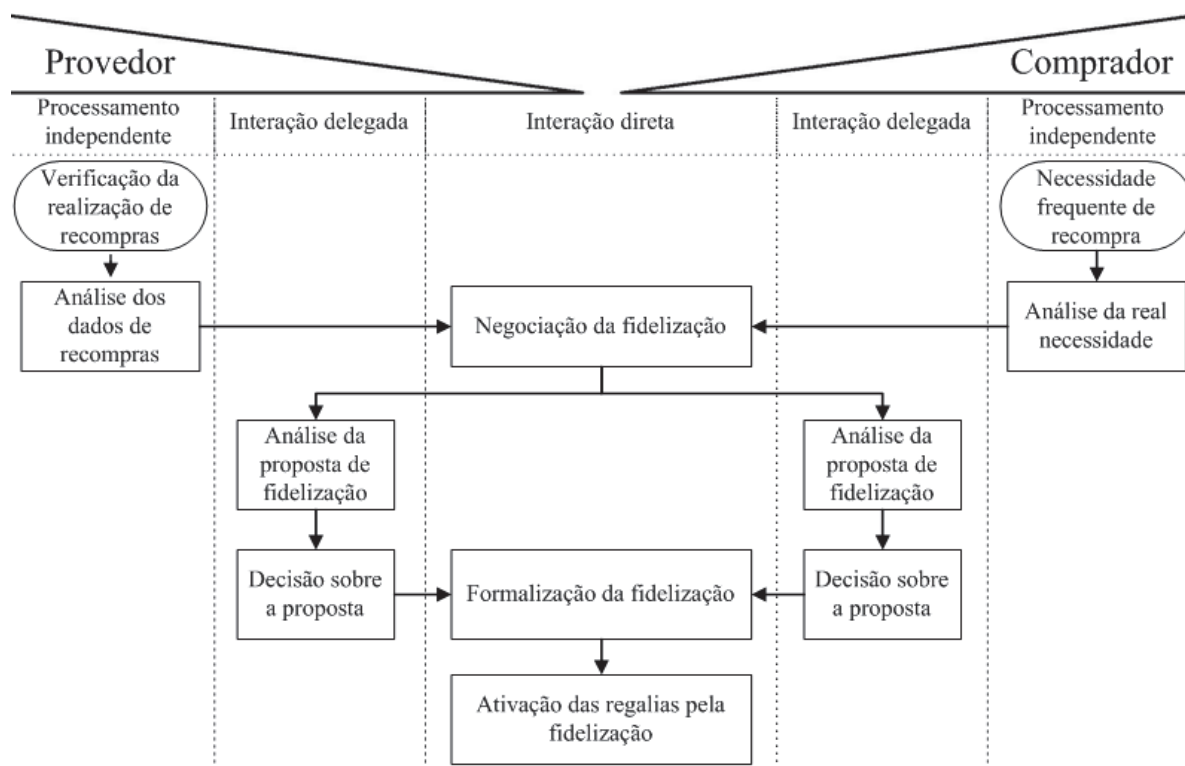 Provedor
Comprador
Processamento
independente
Interação delegada
Interação direta
Interação delegada
Processamento
independente
Verificação da
realização de
recompras
Necessidade
frequente de
recompra
Análise dos
dados de
recompras
Negociação da fidelização
Análise da real
necessidade
Análise da
proposta de
fidelização
Análise da
proposta de
fidelização
Decisão sobre
a proposta
Formalização da fidelização
Decisão sobre
a proposta
Ativação das regalias pela
fidelização